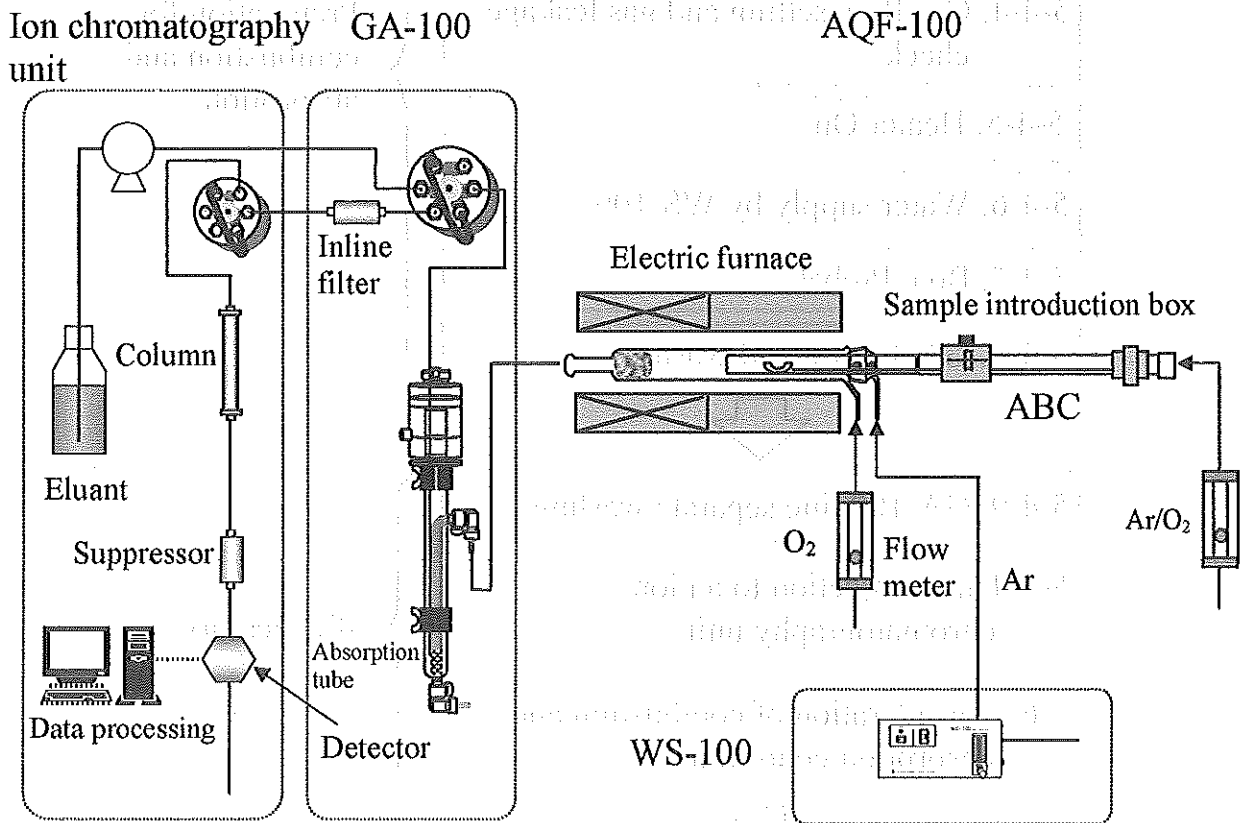 Ion chromatography
unit
GA-100
AQF-100
Inline
filter
Electric furnace
Sample introduction box
Column
ABC
Eluant
Suppressor
O₂
Flow
meter
Ar
Ar/O₂
Absorption
tube
Data processing
Detector
WS-100